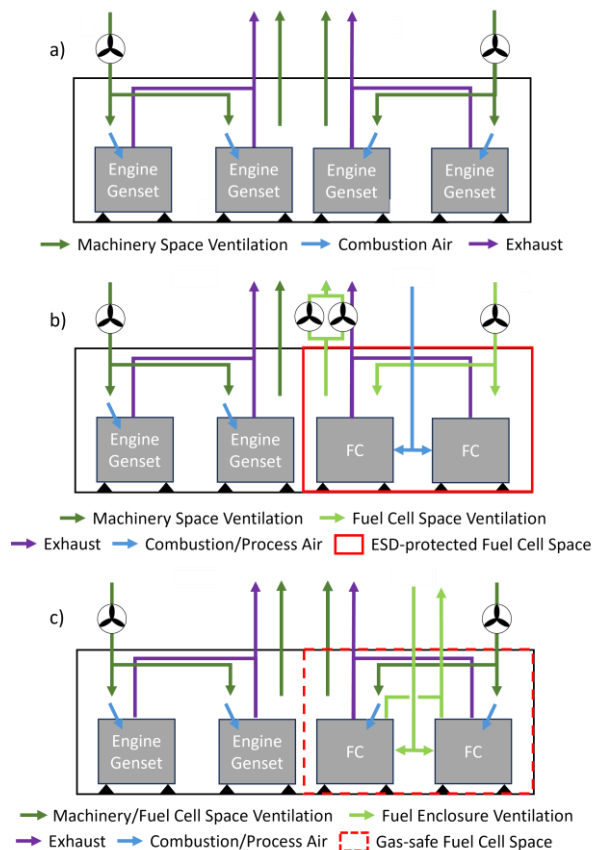 a)
Engine Genset
Engine Genset
Engine Genset
Engine Genset
Machinery Space Ventilation Combustion Air Exhaust
b)
Engine Genset
Engine Genset
FC
FC
Machinery Space Ventilation Fuel Cell Space Ventilation
Exhaust Combustion/Process Air ESD-protected Fuel Cell Space
c)
Engine Genset
Engine Genset
FC
FC
Machinery/Fuel Cell Space Ventilation Fuel Enclosure Ventilation
Exhaust Combustion/Process Air Gas-safe Fuel Cell Space